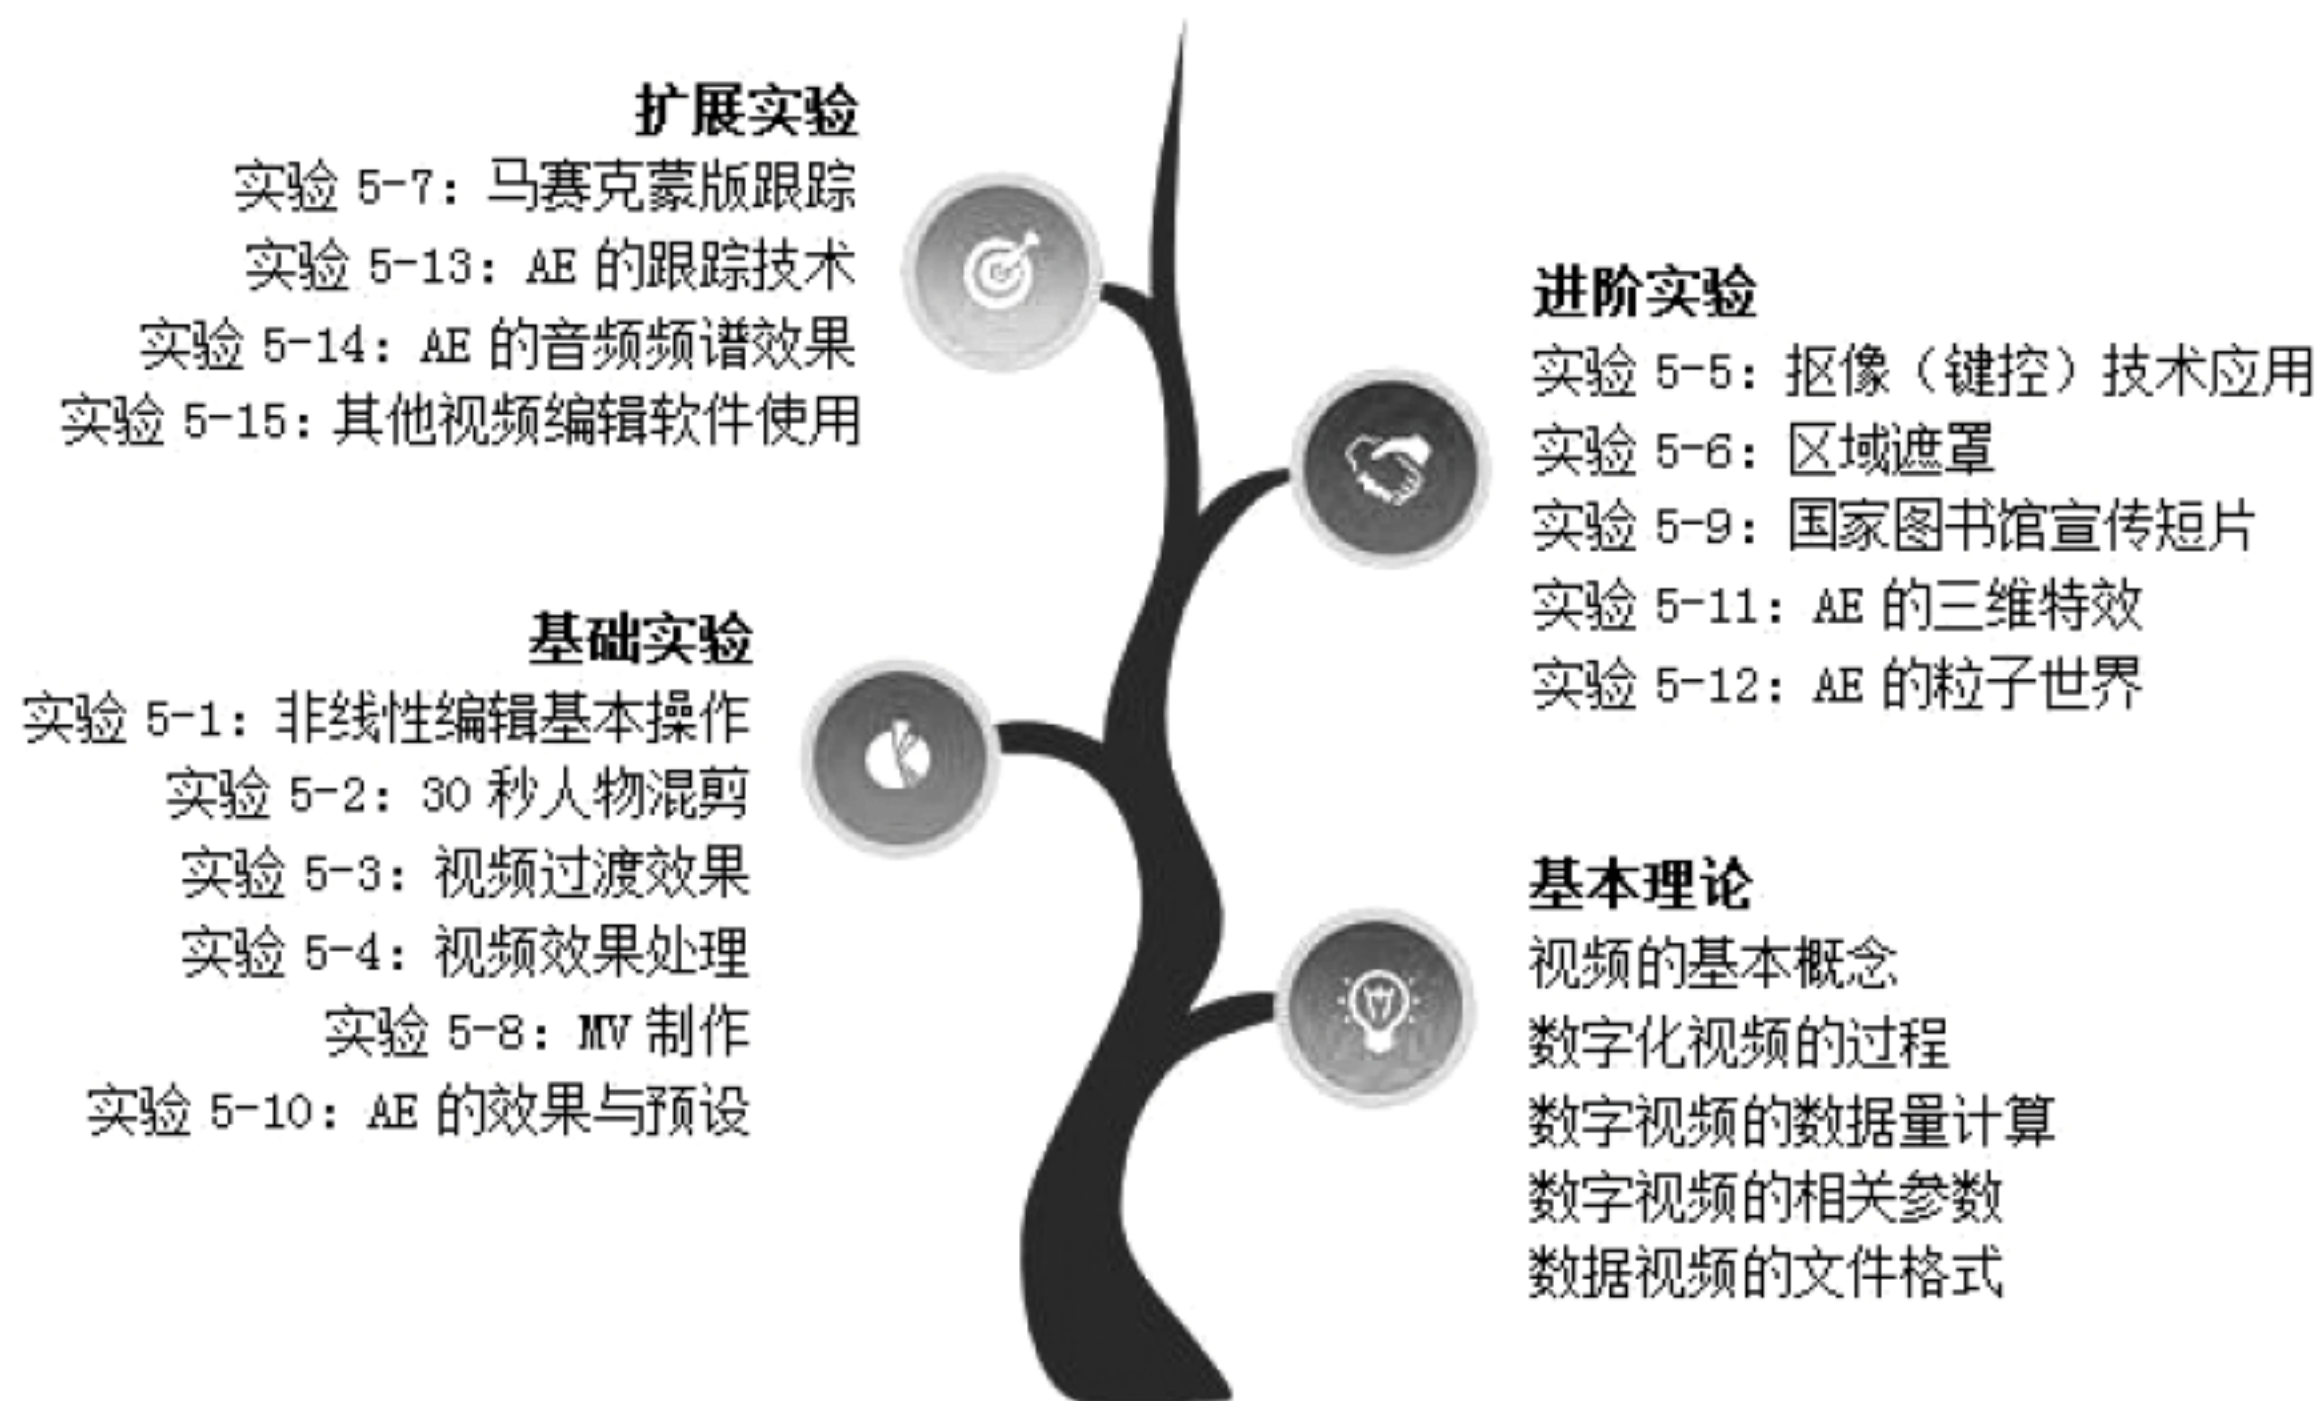 扩展实验
实验 5-7：马赛克蒙版跟踪
实验 5-13：AE 的跟踪技术
实验 5-14：AE 的音频频谱效果
实验 5-15：其他视频编辑软件使用
进阶实验
实验 5-5：抠像（键控）技术应用
实验 5-6：区域遮罩
实验 5-9：国家图书馆宣传短片
实验 5-11：AE 的三维特效
实验 5-12：AE 的粒子世界
基础实验
实验 5-1：非线性编辑基本操作
实验 5-2：30 秒人物混剪
实验 5-3：视频过渡效果
实验 5-4：视频效果处理
实验 5-8：MV 制作
实验 5-10：AE 的效果与预设
基本理论
视频的基本概念
数字化视频的过程
数字视频的数据量计算
数字视频的相关参数
数据视频的文件格式